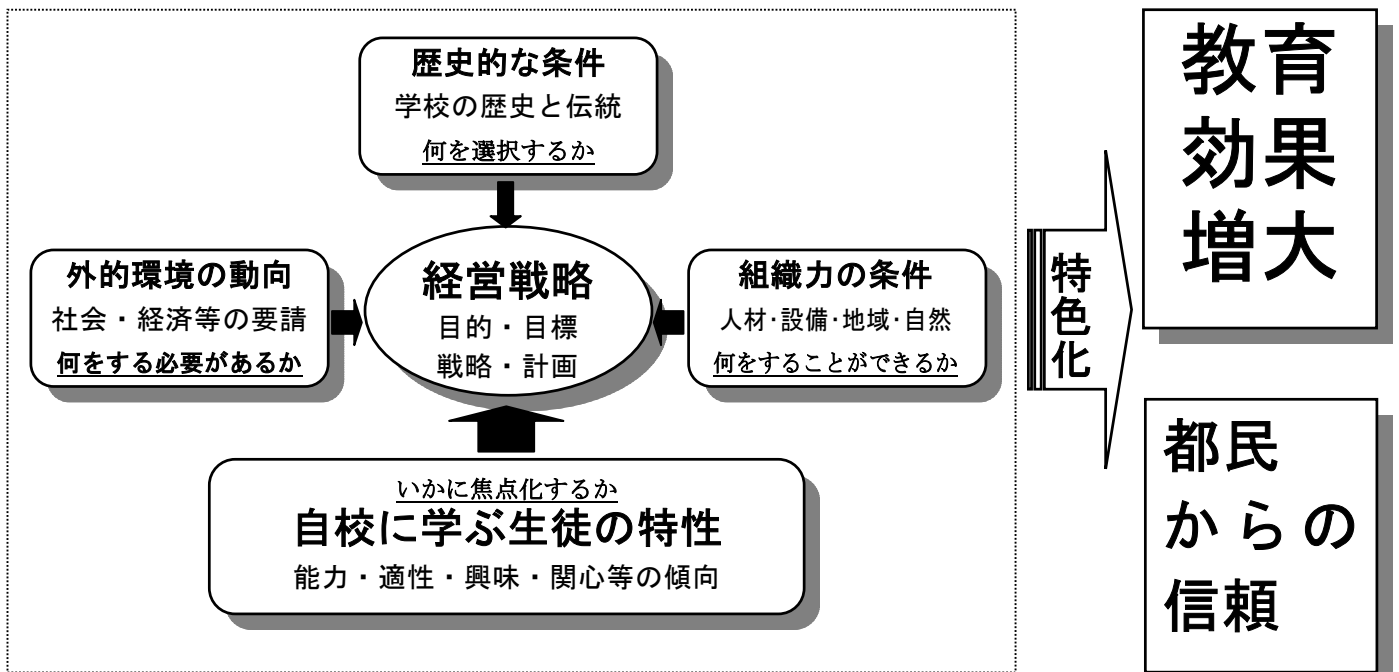 歴史的な条件
学校の歴史と伝統
何を選択するか
外的環境の動向
社会・経済等の要請
何をする必要があるか
経営戦略
目的・目標
戦略・計画
組織力の条件
人材・設備・地域・自然
何をすることができるか
いかに焦点化するか
自校に学ぶ生徒の特性
能力・適性・興味・関心等の傾向
特色化
教育
効果
増大
都民
からの
信頼